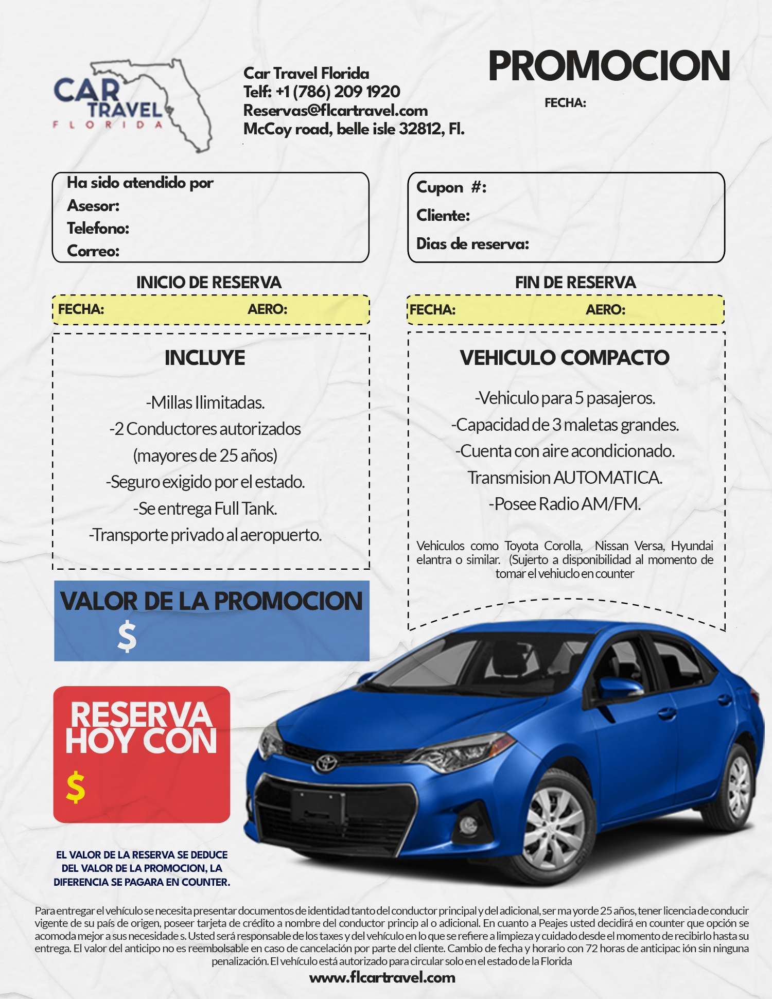 CAR
TRAVEL
FLORIDA
Car Travel Florida
Telf: +1 (786) 209 1920
Reservas@flcartravel.com
McCoy road, belle isle 32812, Fl.
PROMOCION
FECHA:
Ha sido atendido por
Asesor:
Telefono:
Correo:
Cupon #:
Cliente:
Dias de reserva:
INICIO DE RESERVA
FECHA: AERO:
FIN DE RESERVA
FECHA: AERO:
INCLUYE
-Millas Ilimitadas.
-2 Conductores autorizados
(mayores de 25 años)
-Seguro exigido por el estado.
-Se entrega Full Tank.
-Transporte privado al aeropuerto.
VEHICULO COMPACTO
-Vehiculo para 5 pasajeros.
-Capacidad de 3 maletas grandes.
-Cuenta con aire acondicionado.
Transmision AUTOMATICA.
-Posee Radio AM/FM.
Vehiculos como Toyota Corolla, Nissan Versa, Hyundai
elantra o similar. (Sujerto a disponibilidad al momento de
tomar el vehiuclo en counter
VALOR DE LA PROMOCION
$
RESERVA
HOY CON
$
EL VALOR DE LA RESERVA SE DEDUCE
DEL VALOR DE LA PROMOCION, LA
DIFERENCIA SE PAGARA EN COUNTER.
Para entregar el vehículo se necesita presentar documentos de identidad tanto del conductor principal y del adicional, ser ma yorde 25 años, tener licencia de conducir
vigente de su país de origen, poseer tarjeta de crédito a nombre del conductor princip al o adicional. En cuanto a Peajes usted decidirá en counter que opción se
acomoda mejor a sus necesidade s. Usted será responsable de los taxes y del vehículo en lo que se refiere a limpieza y cuidado desde el momento de recibirlo hasta su
entrega. El valor del anticipo no es reembolsable en caso de cancelación por parte del cliente. Cambio de fecha y horario con 72 horas de anticipac ión sin ninguna
penalización. El vehículo está autorizado para circular solo en el estado de la Florida
www.flcartravel.com